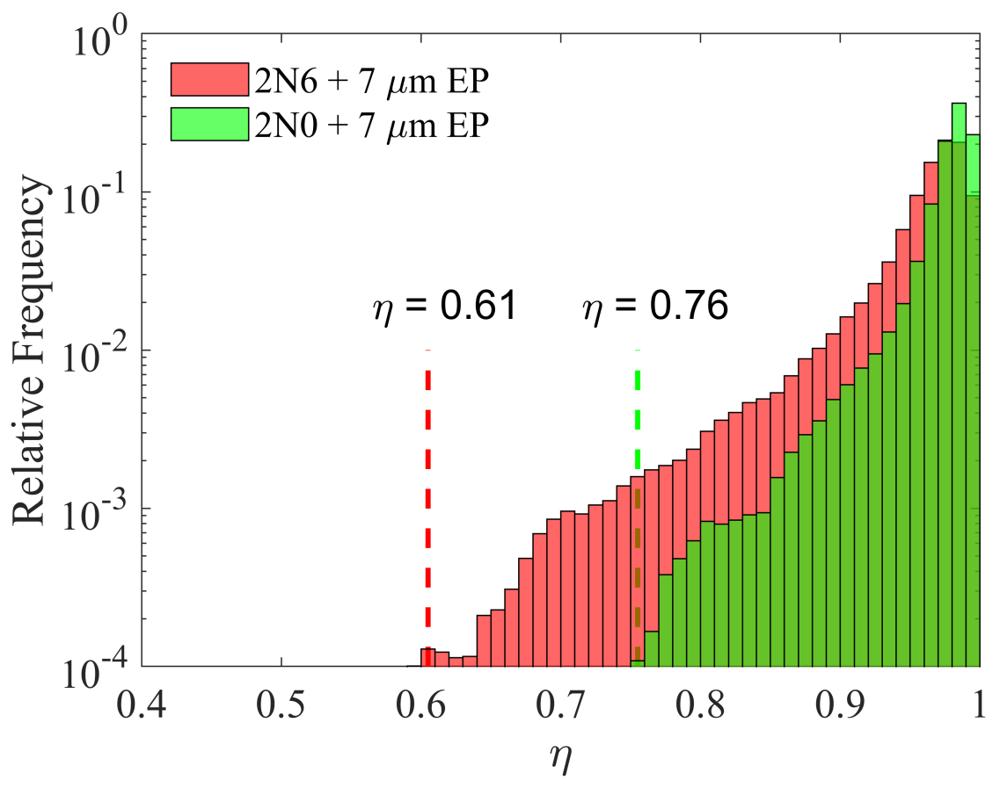 10^0
2N6 + 7 μm EP
2N0 + 7 μm EP
10^-1
η = 0.61
η = 0.76
10^-2
10^-3
10^-4
Relative Frequency
0.4
0.5
0.6
0.7
0.8
0.9
1
η